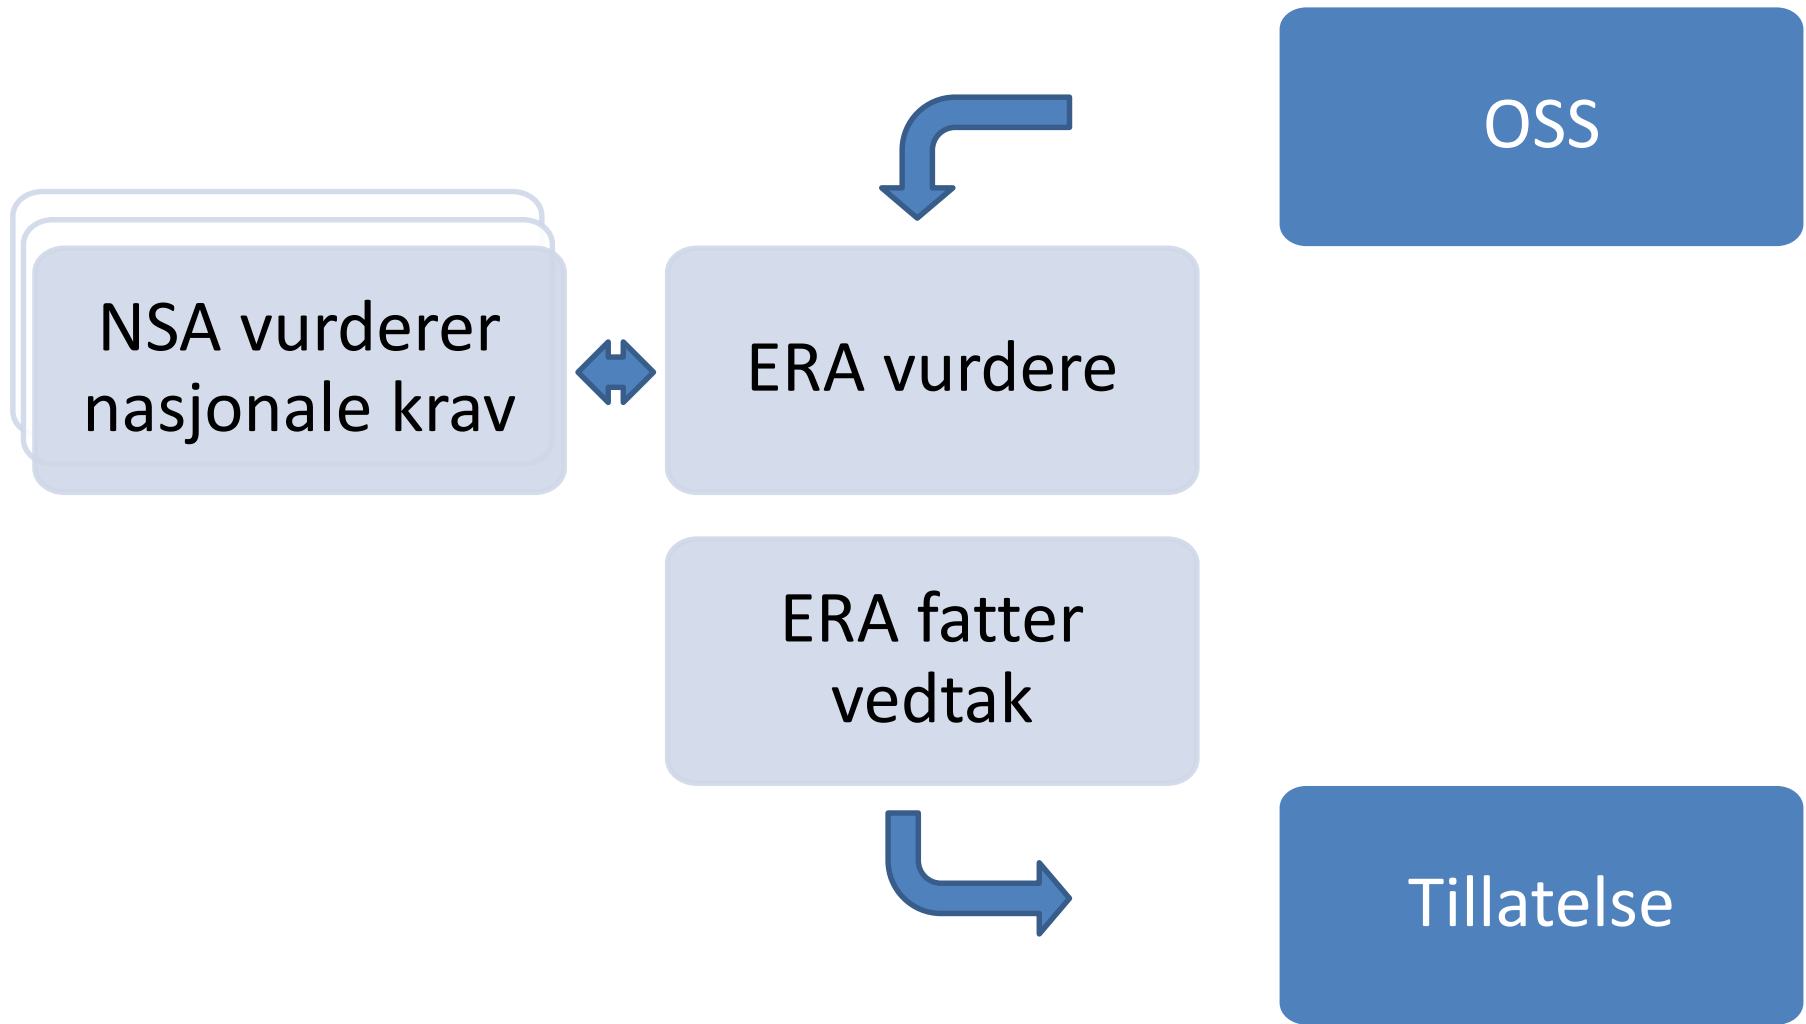 OSS
NSA vurderer
nasjonale krav
ERA vurdere
ERA fatter
vedtak
Tillatelse